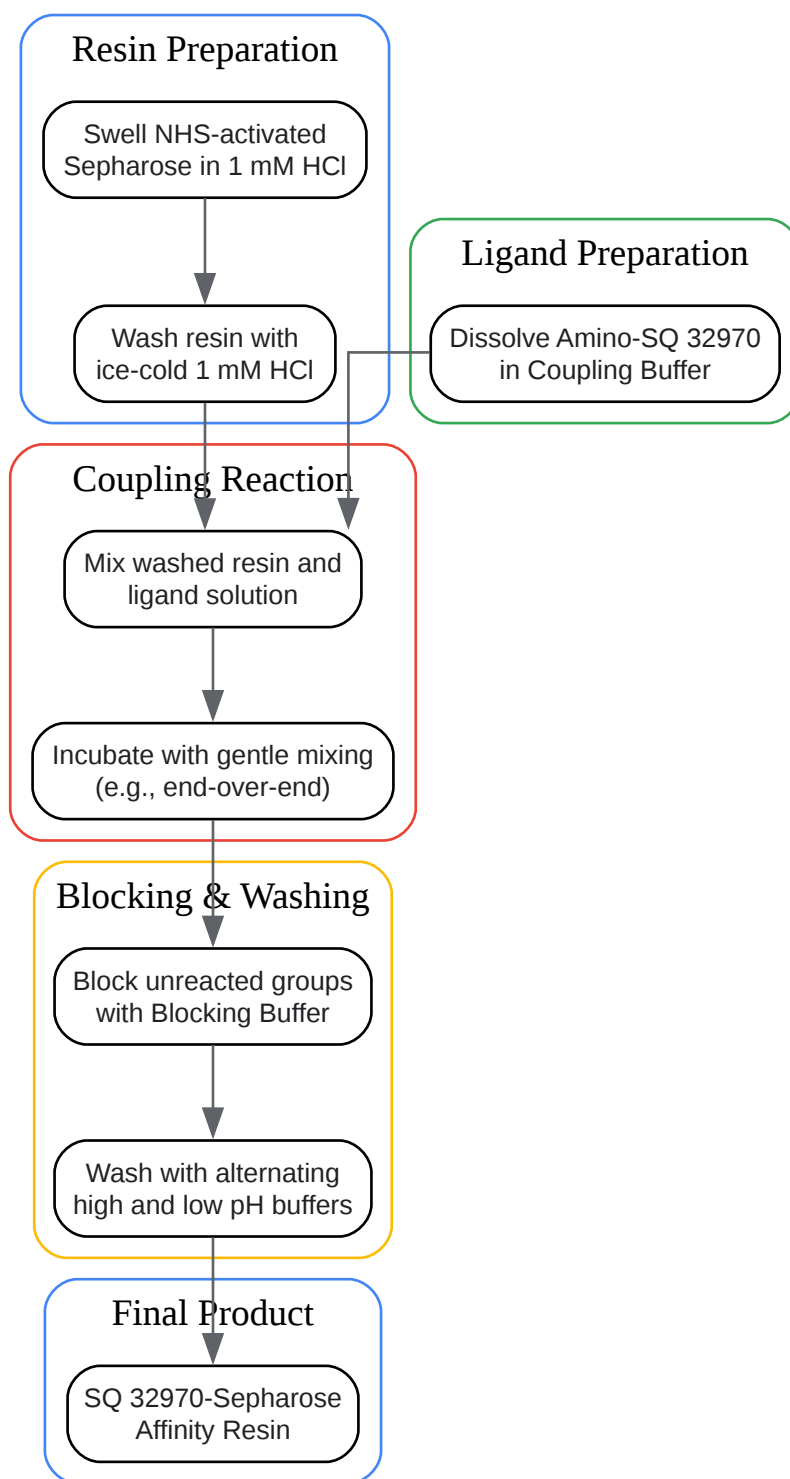 Resin Preparation
Swell NHS-activated
Sepharose in 1 mM HCl
Wash resin with
ice-cold 1 mM HCl
Ligand Preparation
Dissolve Amino-SQ 32970
in Coupling Buffer
Coupling Reaction
Mix washed resin and
ligand solution
Incubate with gentle mixing
(e.g., end-over-end)
Blocking & Washing
Block unreacted groups
with Blocking Buffer
Wash with alternating
high and low pH buffers
Final Product
SQ 32970-Sepharose
Affinity Resin